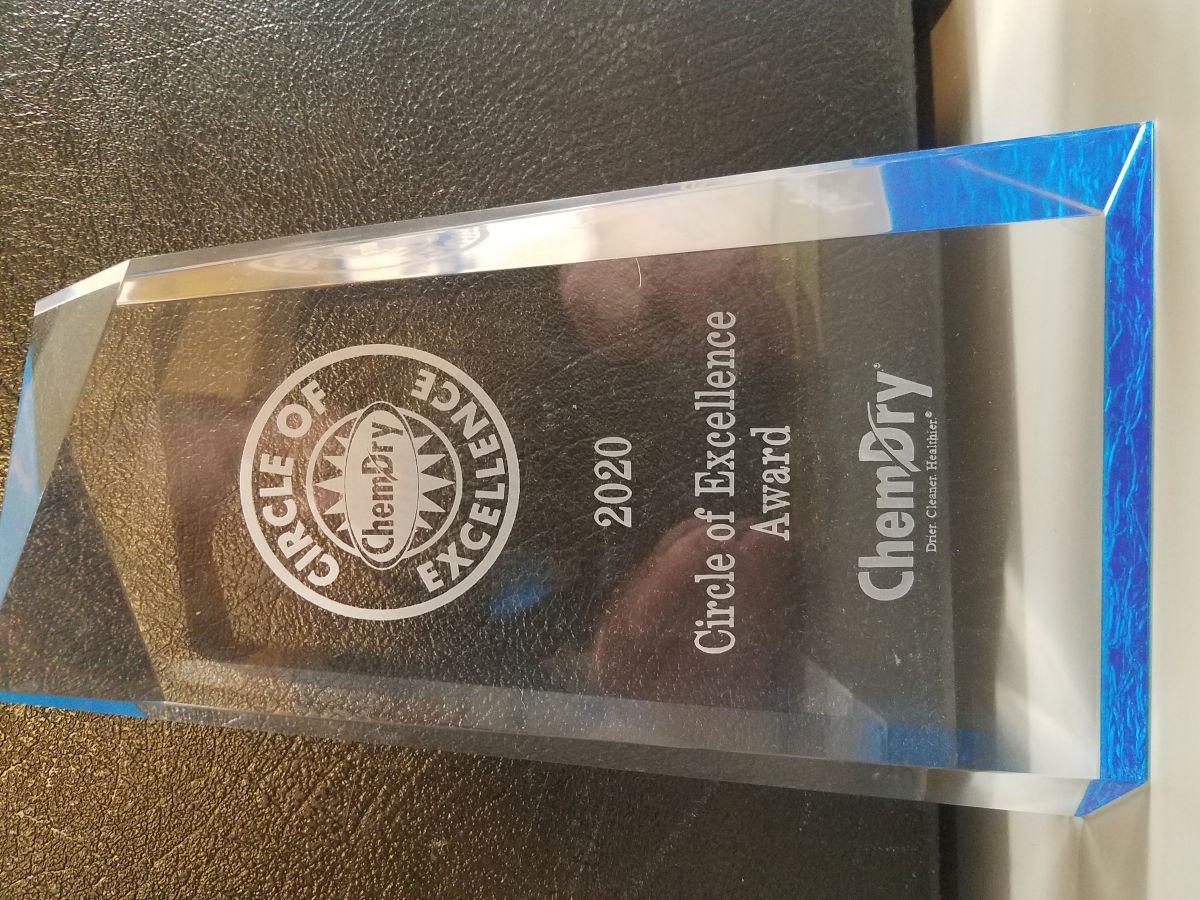 CIRCLE OF
ChemDry
EXCELLENCE
2020
Circle of Excellence
Award
ChemDry®
Drier. Cleaner. Healthier.®